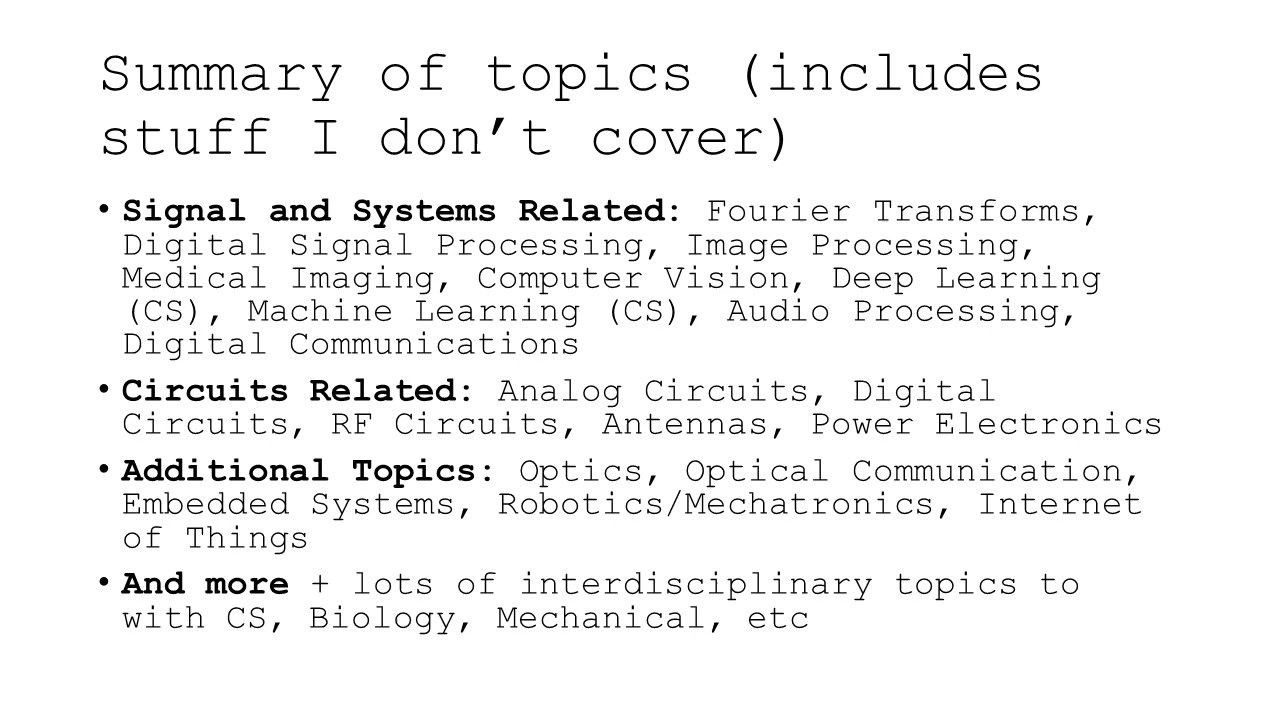 Summary of topics (includes
stuff I don’t cover)
• Signal and Systems Related: Fourier Transforms,
Digital Signal Processing, Image Processing,
Medical Imaging, Computer Vision, Deep Learning
(CS), Machine Learning (CS), Audio Processing,
Digital Communications
• Circuits Related: Analog Circuits, Digital
Circuits, RF Circuits, Antennas, Power Electronics
• Additional Topics: Optics, Optical Communication,
Embedded Systems, Robotics/Mechatronics, Internet
of Things
• And more + lots of interdisciplinary topics to
with CS, Biology, Mechanical, etc